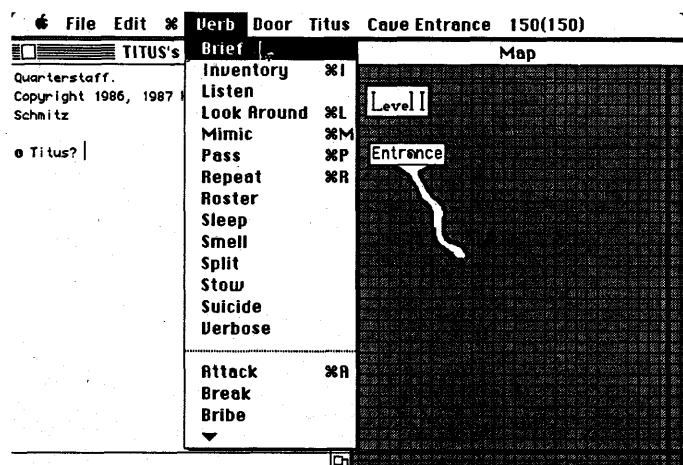 File Edit ⌘ Verb Door Titus Cave Entrance 150(150)
TITUS's
Quarterstaff.
Copyright 1986, 1987
Schmitz
Titus?
Brief
Inventory ⌘I
Listen
Look Around ⌘L
Mimic ⌘M
Pass ⌘P
Repeat ⌘R
Roster
Sleep
Smell
Split
Stow
Suicide
Verbose
Attack ⌘A
Break
Bribe
Map
Level I
Entrance